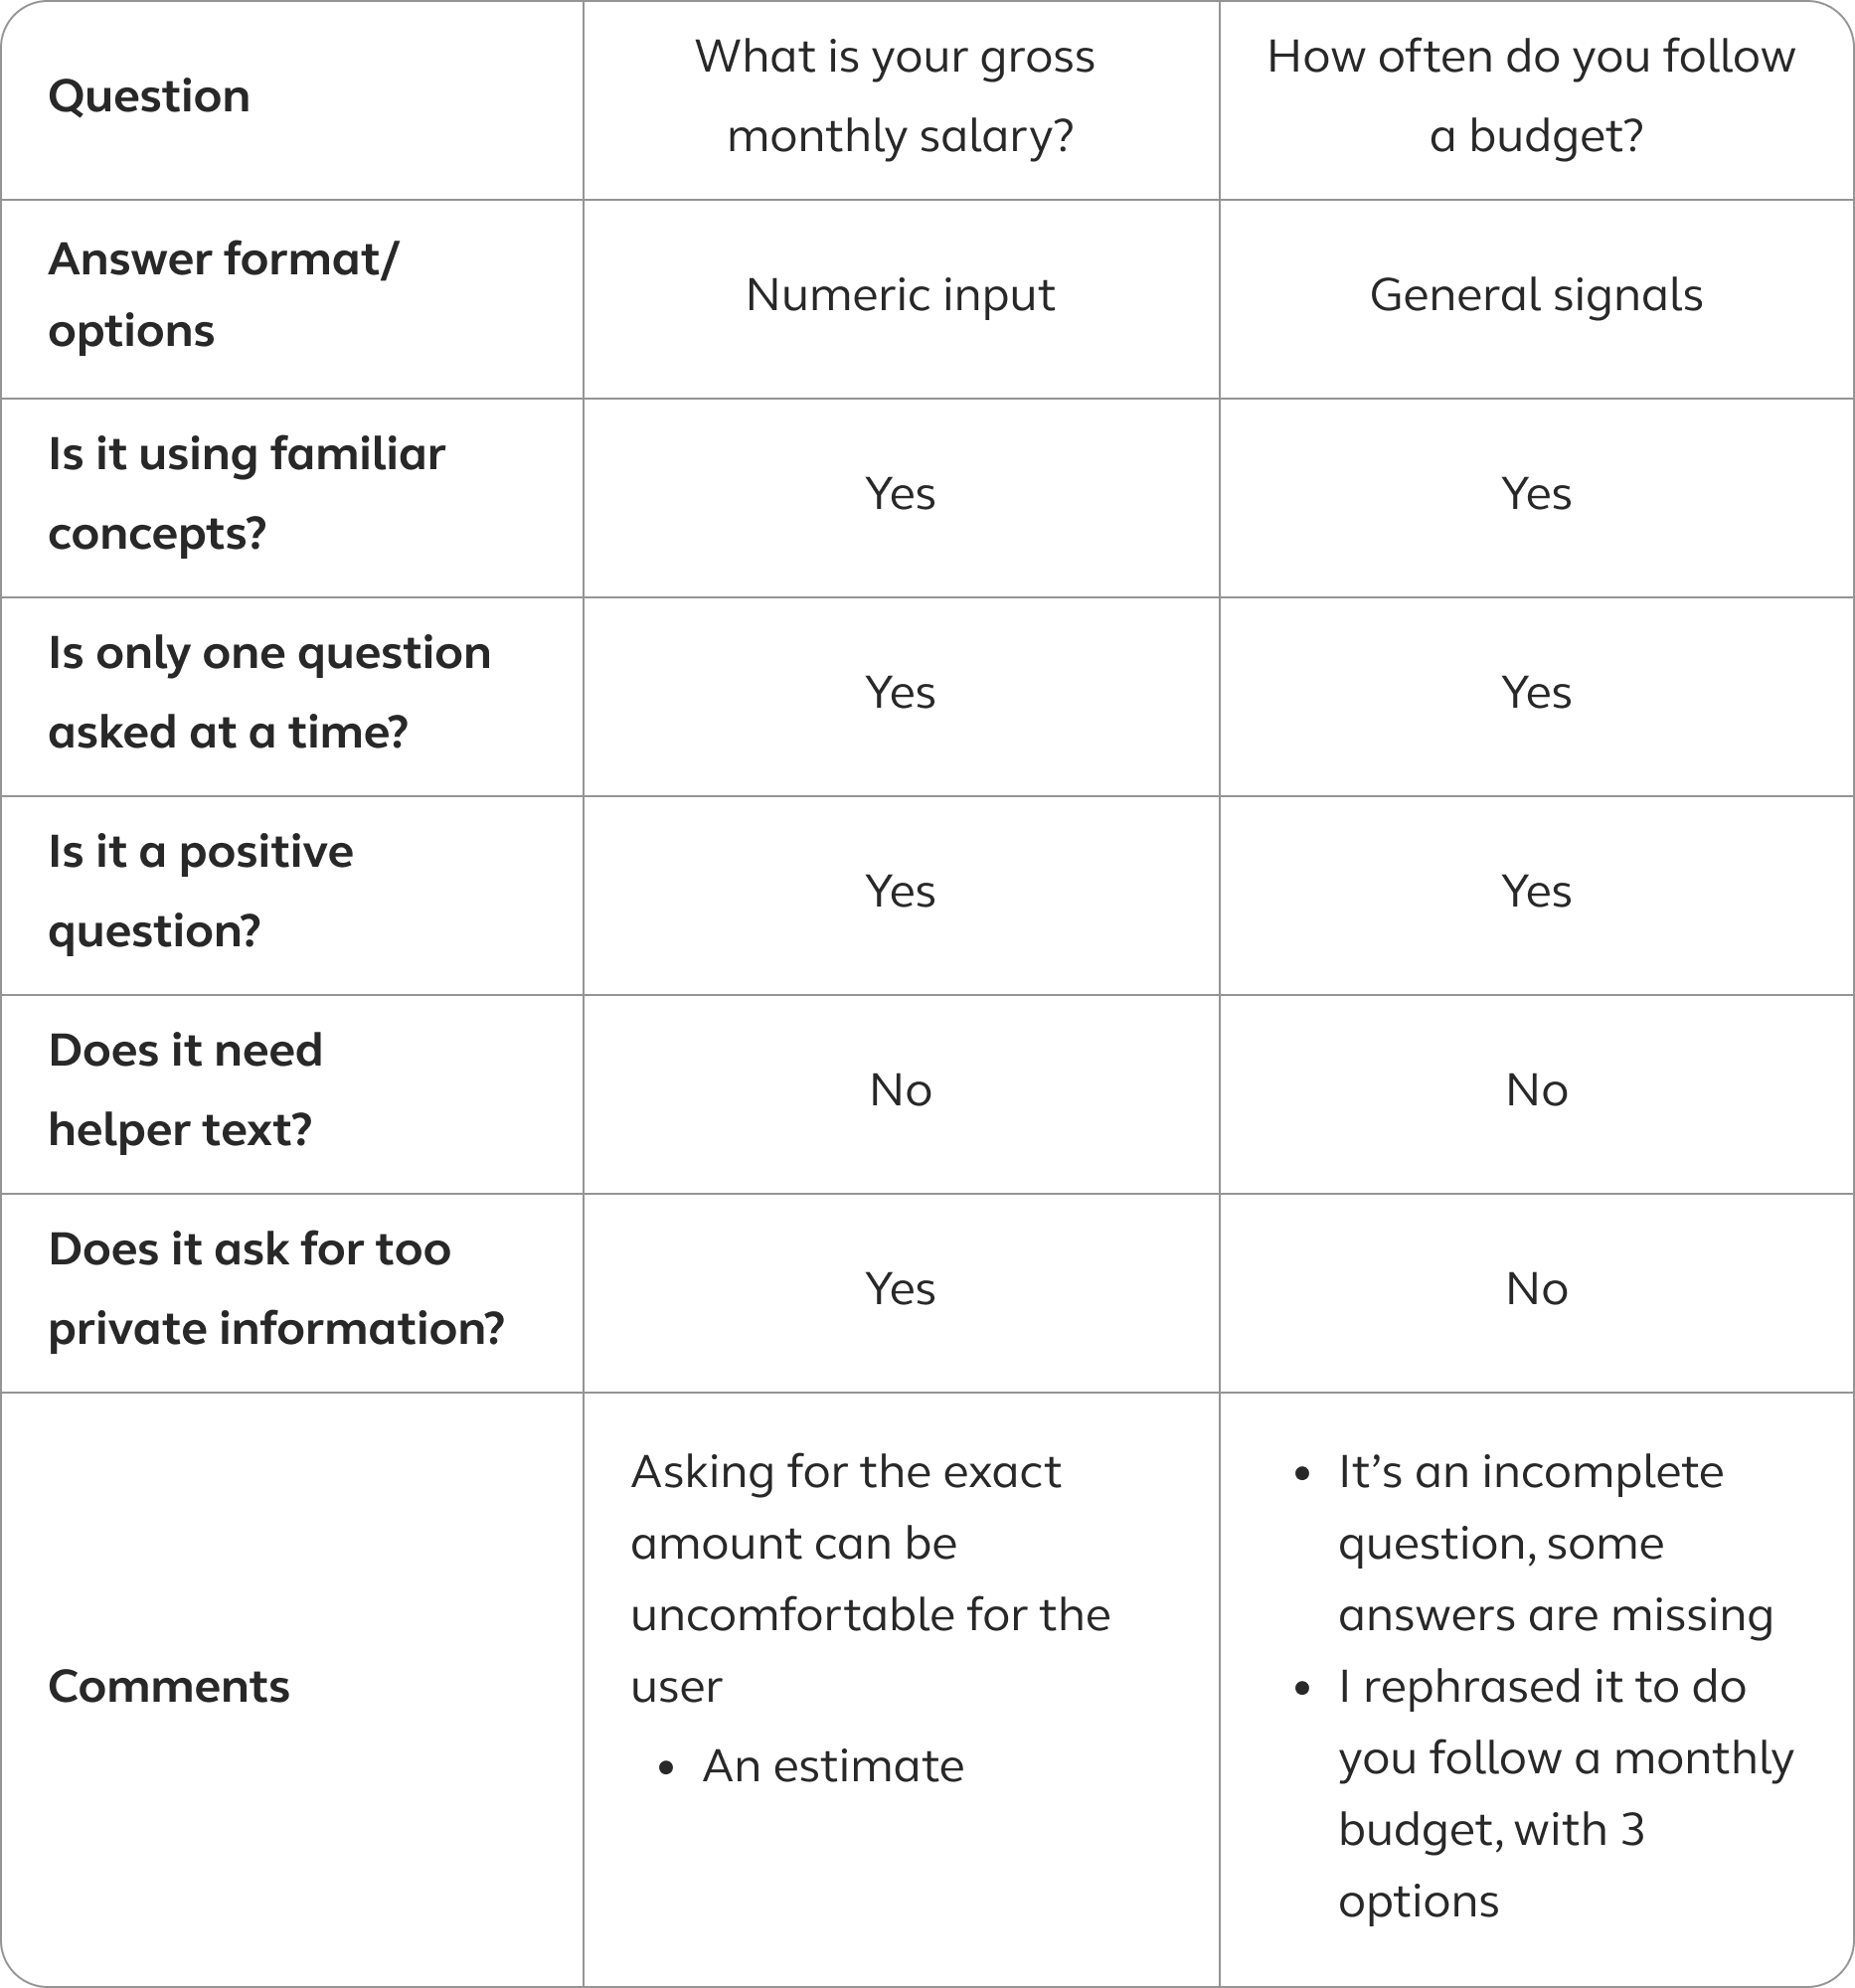 Question
What is your gross
monthly salary?
How often do you follow
a budget?
Answer format/
options
Numeric input
General signals
Is it using familiar
concepts?
Yes
Yes
Is only one question
asked at a time?
Yes
Yes
Is it a positive
question?
Yes
Yes
Does it need
helper text?
No
No
Does it ask for too
private information?
Yes
No
Comments
Asking for the exact
amount can be
uncomfortable for the
user
• An estimate
• It’s an incomplete
question, some
answers are missing
• I rephrased it to do
you follow a monthly
budget, with 3
options